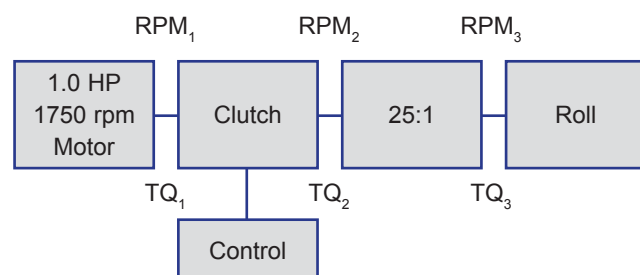 RPM₁
RPM₂
RPM₃
1.0 HP
1750 rpm
Motor
Clutch
25:1
Roll
TQ₁
TQ₂
TQ₃
Control